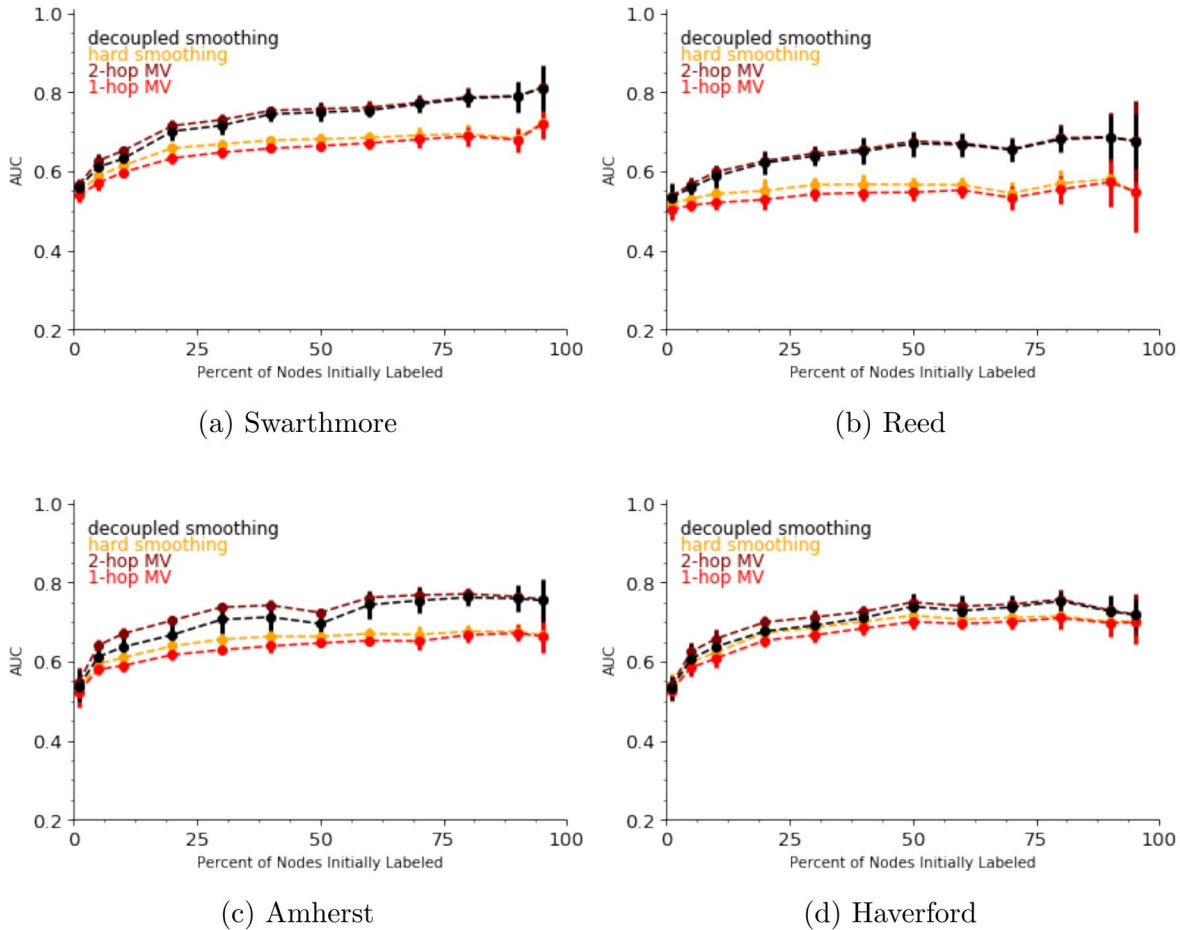 1.0
decoupled smoothing
hard smoothing
2-hop MV
1-hop MV
0.8
0.6
0.4
0.2
AUC
0 25 50 75 100
Percent of Nodes Initially Labeled
(a) Swarthmore
1.0
decoupled smoothing
hard smoothing
2-hop MV
1-hop MV
0.8
0.6
0.4
0.2
AUC
0 25 50 75 100
Percent of Nodes Initially Labeled
(b) Reed
1.0
decoupled smoothing
hard smoothing
2-hop MV
1-hop MV
0.8
0.6
0.4
0.2
AUC
0 25 50 75 100
Percent of Nodes Initially Labeled
(c) Amherst
1.0
decoupled smoothing
hard smoothing
2-hop MV
1-hop MV
0.8
0.6
0.4
0.2
AUC
0 25 50 75 100
Percent of Nodes Initially Labeled
(d) Haverford